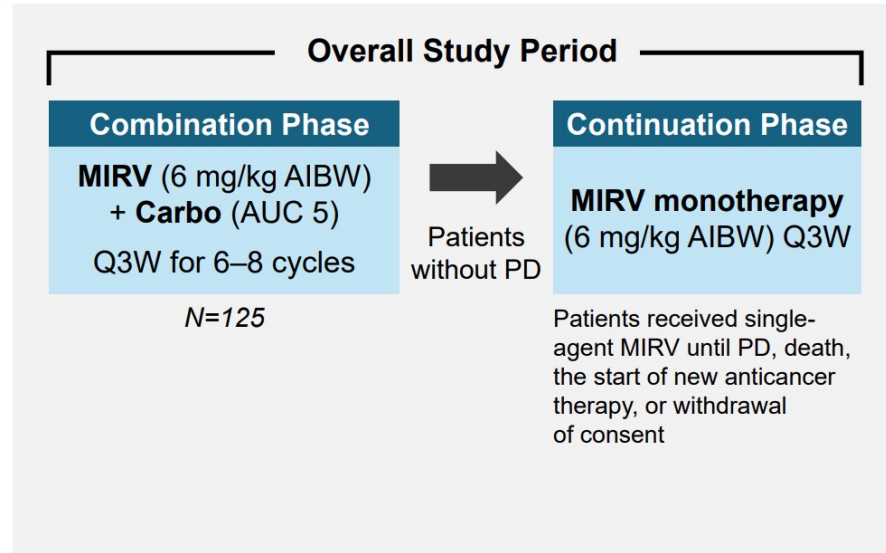 Overall Study Period
Combination Phase
MIRV (6 mg/kg AIBW)
+ Carbo (AUC 5)
Q3W for 6–8 cycles
N=125
Patients
without PD
Continuation Phase
MIRV monotherapy
(6 mg/kg AIBW) Q3W
Patients received single-
agent MIRV until PD, death,
the start of new anticancer
therapy, or withdrawal
of consent